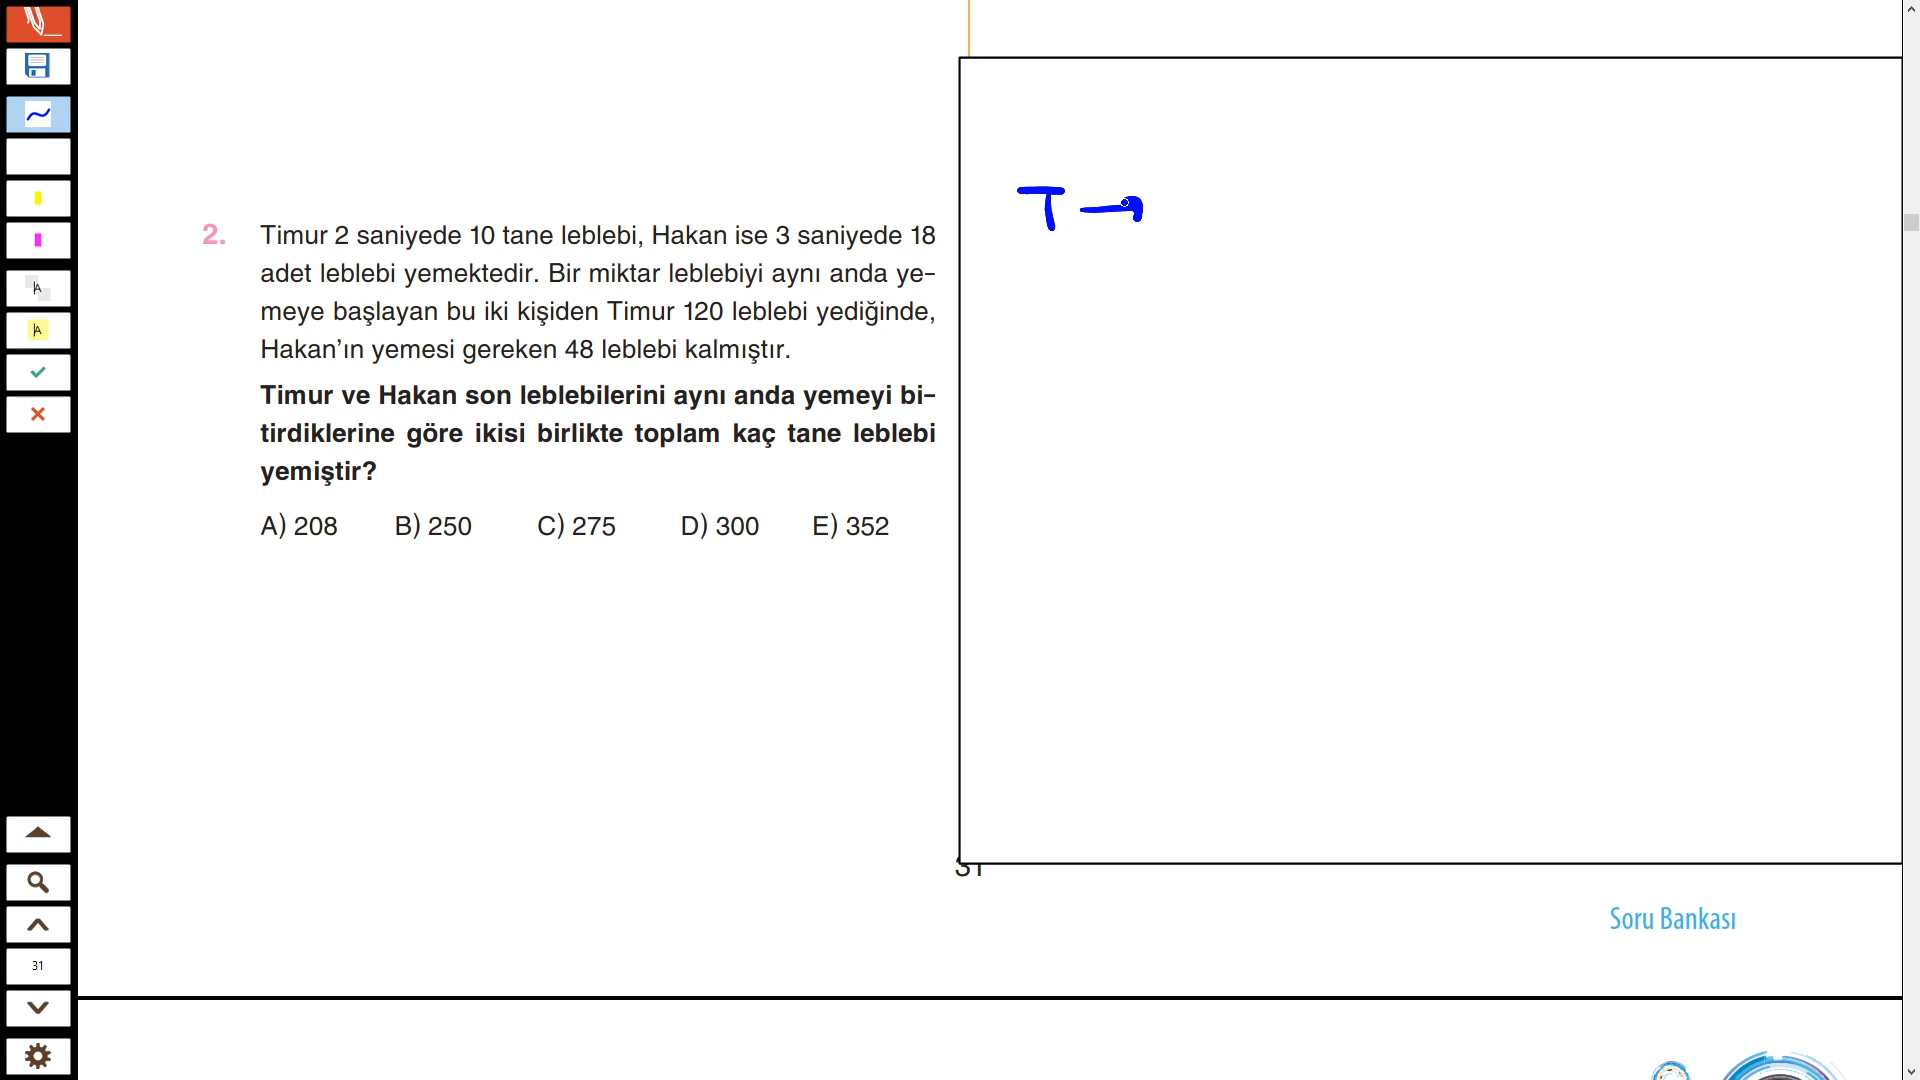 2. Timur 2 saniyede 10 tane leblebi, Hakan ise 3 saniyede 18
adet leblebi yemektedir. Bir miktar leblebiyi aynı anda ye-
meye başlayan bu iki kişiden Timur 120 leblebi yediğinde,
Hakan'ın yemesi gereken 48 leblebi kalmıştır.
Timur ve Hakan son leblebilerini aynı anda yemeyi bi-
tirdiklerine göre ikisi birlikte toplam kaç tane leblebi
yemiştir?
A) 208 B) 250 C) 275 D) 300 E) 352
T
31
Soru Bankası
31